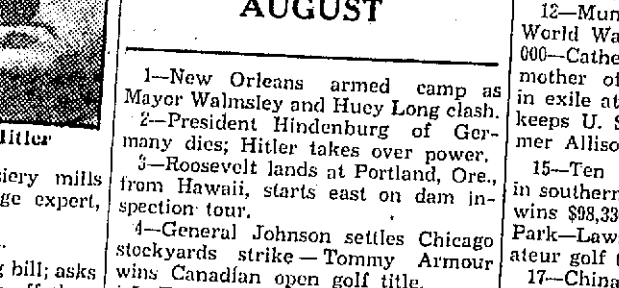 Hitler
siery mills
ge expert,
g bill; asks
AUGUST
1—New Orleans armed camp as
Mayor Walmsley and Huey Long clash.
2—President Hindenburg of Ger-
many dies; Hitler takes over power.
3—Roosevelt lands at Portland, Ore.,
from Hawaii, starts east on dam in-
spection tour.
4—General Johnson settles Chicago
stockyards strike—Tommy Armour
wins Canadian open golf title.
12—Mun
World Wa
000—Cathe
mother of
in exile at
keeps U. S
mer Alliso
15—Ten
in southern
wins $98,33
Park—Law
ateur golf t
17—China